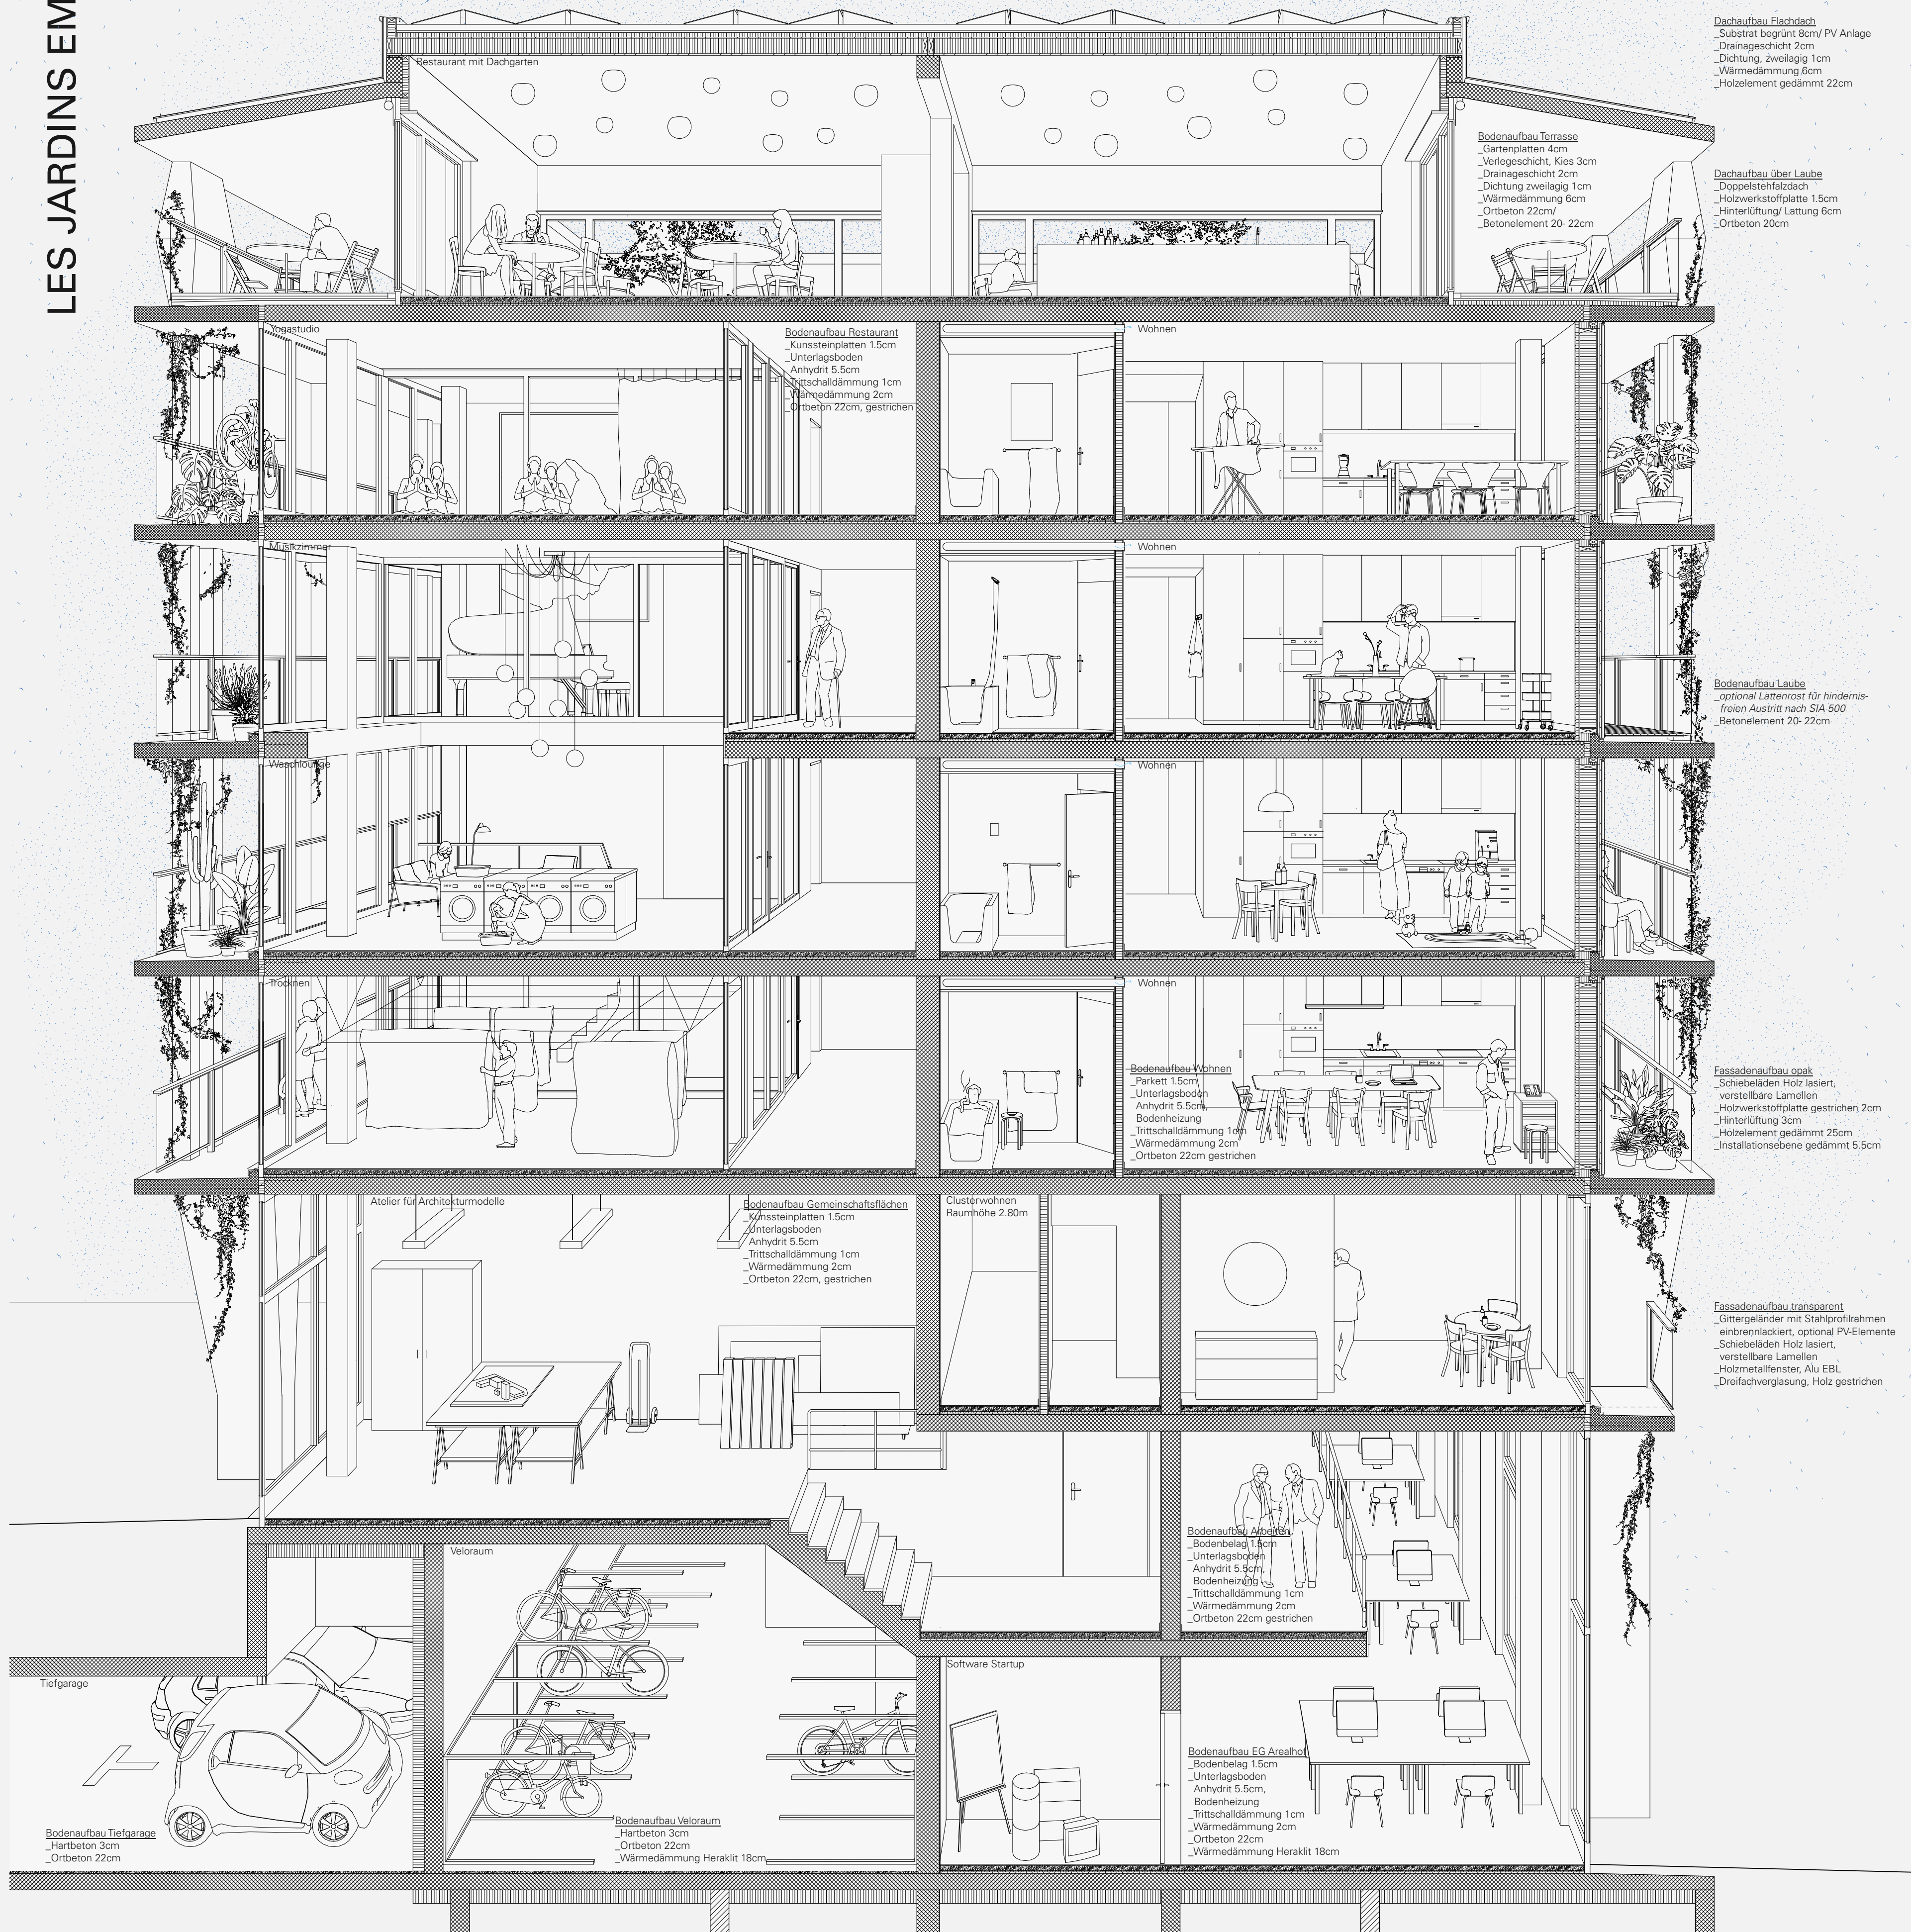 LES JARDINS EM
Restaurant mit Dachgarten
Dachaufbau Flachdach
_Substrat begrünt 8cm/ PV Anlage
_Drainageschicht 2cm
_Dichtung, zweilagig 1cm
_Wärmedämmung 6cm
_Holzelement gedämmt 22cm
Bodenaufbau Terrasse
_Gartenplatten 4cm
_Verlegeschicht, Kies 3cm
_Drainageschicht 2cm
_Dichtung zweilagig 1cm
_Wärmedämmung 6cm
_Ortbeton 22cm/
_Betonelement 20- 22cm
Dachaufbau über Laube
_Doppelstehfalzdach
_Holzwerkstoffplatte 1.5cm
_Hinterlüftung/ Lattung 6cm
_Ortbeton 20cm
Yogastudio
Bodenaufbau Restaurant
_Kunssteinplatten 1.5cm
_Unterlagsboden
Anhydrit 5.5cm
_Trittschalldämmung 1cm
_Wärmedämmung 2cm
_Ortbeton 22cm, gestrichen
Wohnen
Musikzimmer
Wohnen
Bodenaufbau Laube
_optional Lattenrost für hindernis-
freien Austritt nach SIA 500
_Betonelement 20- 22cm
Waschlounge
Wohnen
Trocknen
Wohnen
Bodenaufbau Wohnen
_Parkett 1.5cm
_Unterlagsboden
Anhydrit 5.5cm,
Bodenheizung
_Trittschalldämmung 1cm
_Wärmedämmung 2cm
_Ortbeton 22cm gestrichen
Fassadenaufbau opak
_Schiebeläden Holz lasiert,
verstellbare Lamellen
_Holzwerkstoffplatte gestrichen 2cm
_Hinterlüftung 3cm
_Holzelement gedämmt 25cm
_Installationsebene gedämmt 5.5cm
Atelier für Architekturmodelle
Bodenaufbau Gemeinschaftsflächen
_Kunssteinplatten 1.5cm
_Unterlagsboden
Anhydrit 5.5cm
_Trittschalldämmung 1cm
_Wärmedämmung 2cm
_Ortbeton 22cm, gestrichen
Clusterwohnen
Raumhöhe 2.80m
Fassadenaufbau transparent
_Gittergeländer mit Stahlprofilrahmen
einbrennlackiert, optional PV-Elemente
_Schiebeläden Holz lasiert,
verstellbare Lamellen
_Holzmetallfenster, Alu EBL
_Dreifachverglasung, Holz gestrichen
Bodenaufbau Arbeiten
_Bodenbelag 1.5cm
_Unterlagsboden
Anhydrit 5.5cm,
Bodenheizung
_Trittschalldämmung 1cm
_Wärmedämmung 2cm
_Ortbeton 22cm gestrichen
Veloraum
Software Startup
Tiefgarage
Bodenaufbau EG Arealhof
_Bodenbelag 1.5cm
_Unterlagsboden
Anhydrit 5.5cm,
Bodenheizung
_Trittschalldämmung 1cm
_Wärmedämmung 2cm
_Ortbeton 22cm
_Wärmedämmung Heraklit 18cm
Bodenaufbau Tiefgarage
_Hartbeton 3cm
_Ortbeton 22cm
Bodenaufbau Veloraum
_Hartbeton 3cm
_Ortbeton 22cm
_Wärmedämmung Heraklit 18cm